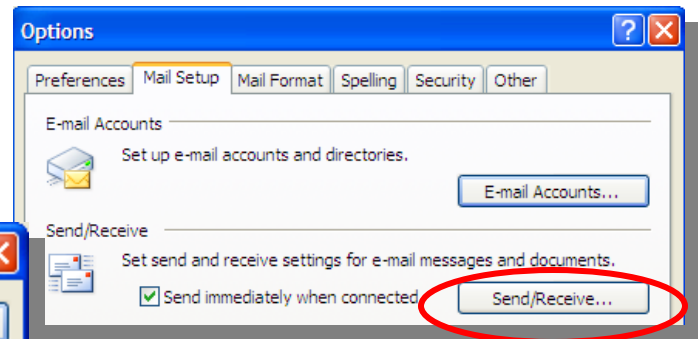 Options ?
Preferences Mail Setup Mail Format Spelling Security Other
E-mail Accounts
Set up e-mail accounts and directories.
E-mail Accounts...
Send/Receive
Set send and receive settings for e-mail messages and documents.
Send immediately when connected Send/Receive...